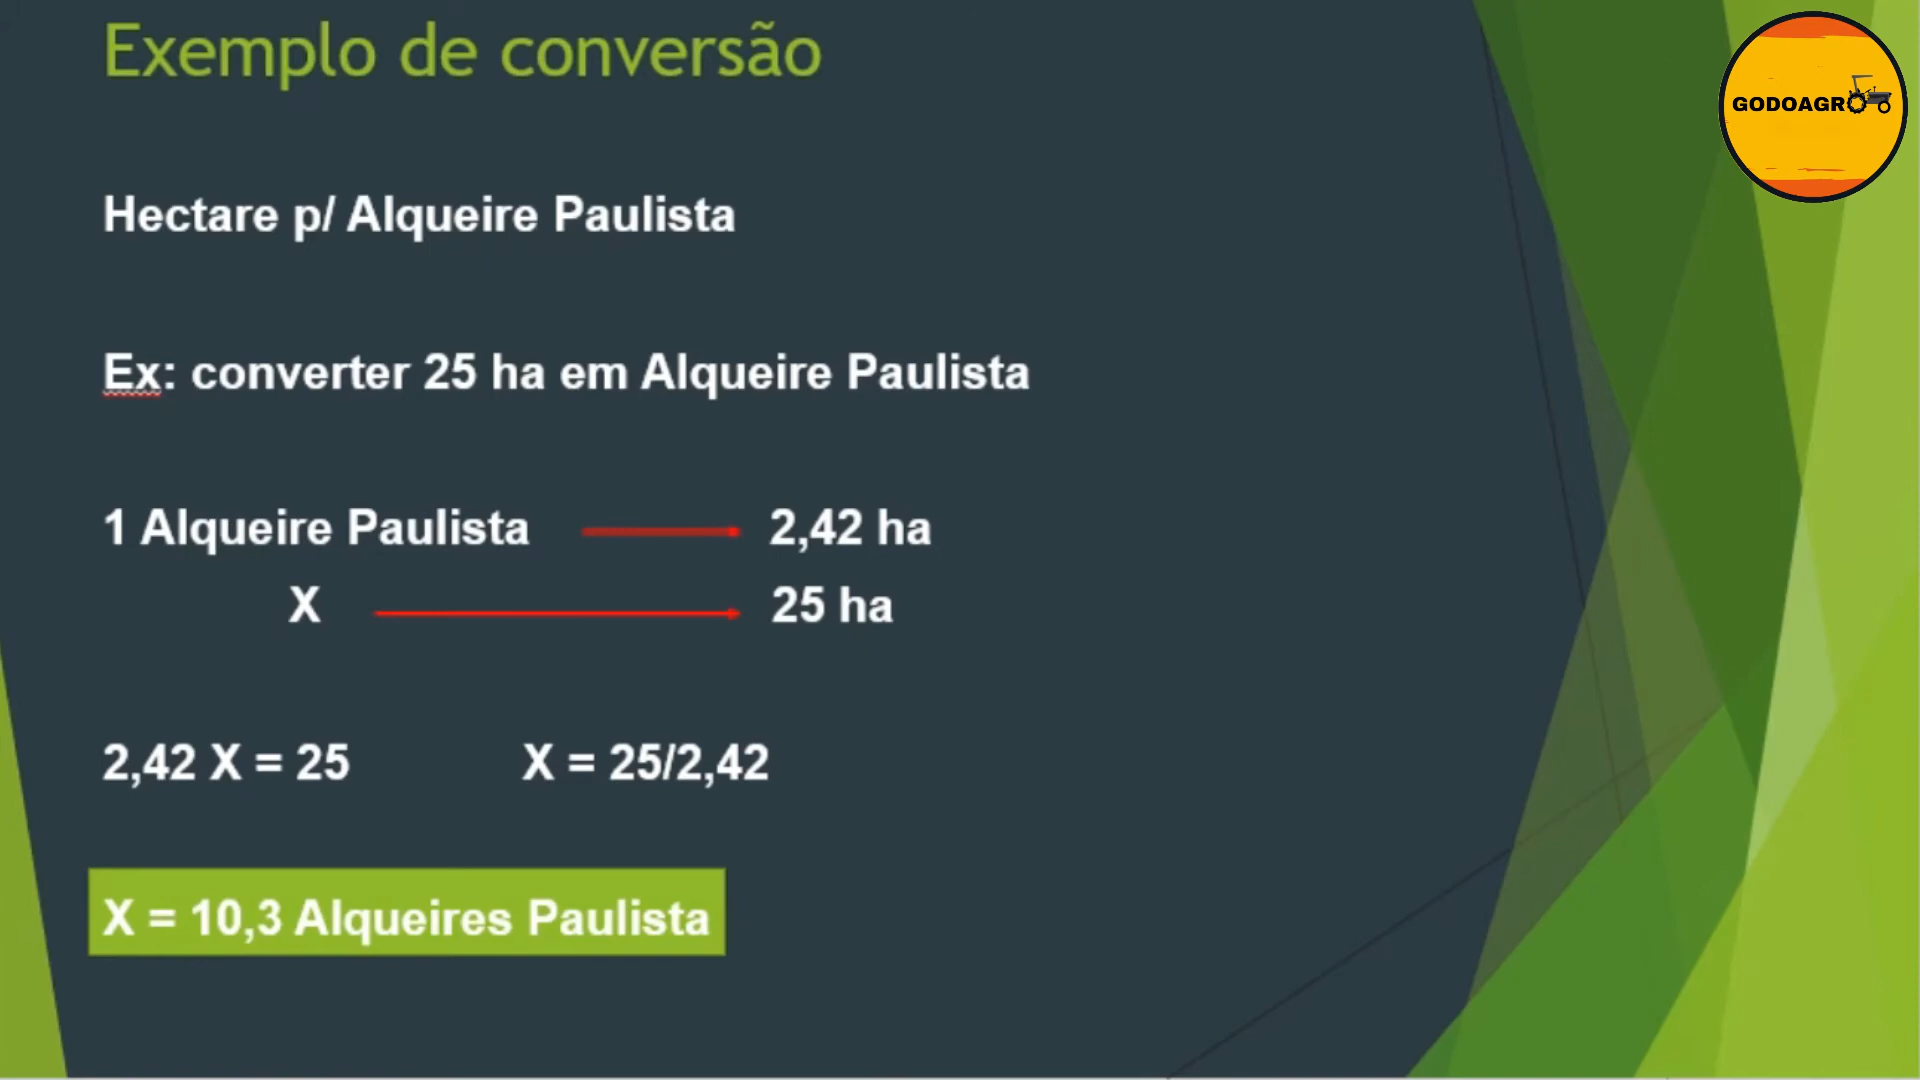 Exemplo de conversão
GODOAGRO
Hectare p/ Alqueire Paulista
Ex: converter 25 ha em Alqueire Paulista
1 Alqueire Paulista 2,42 ha
X 25 ha
2,42 X = 25 X = 25/2,42
X = 10,3 Alqueires Paulista